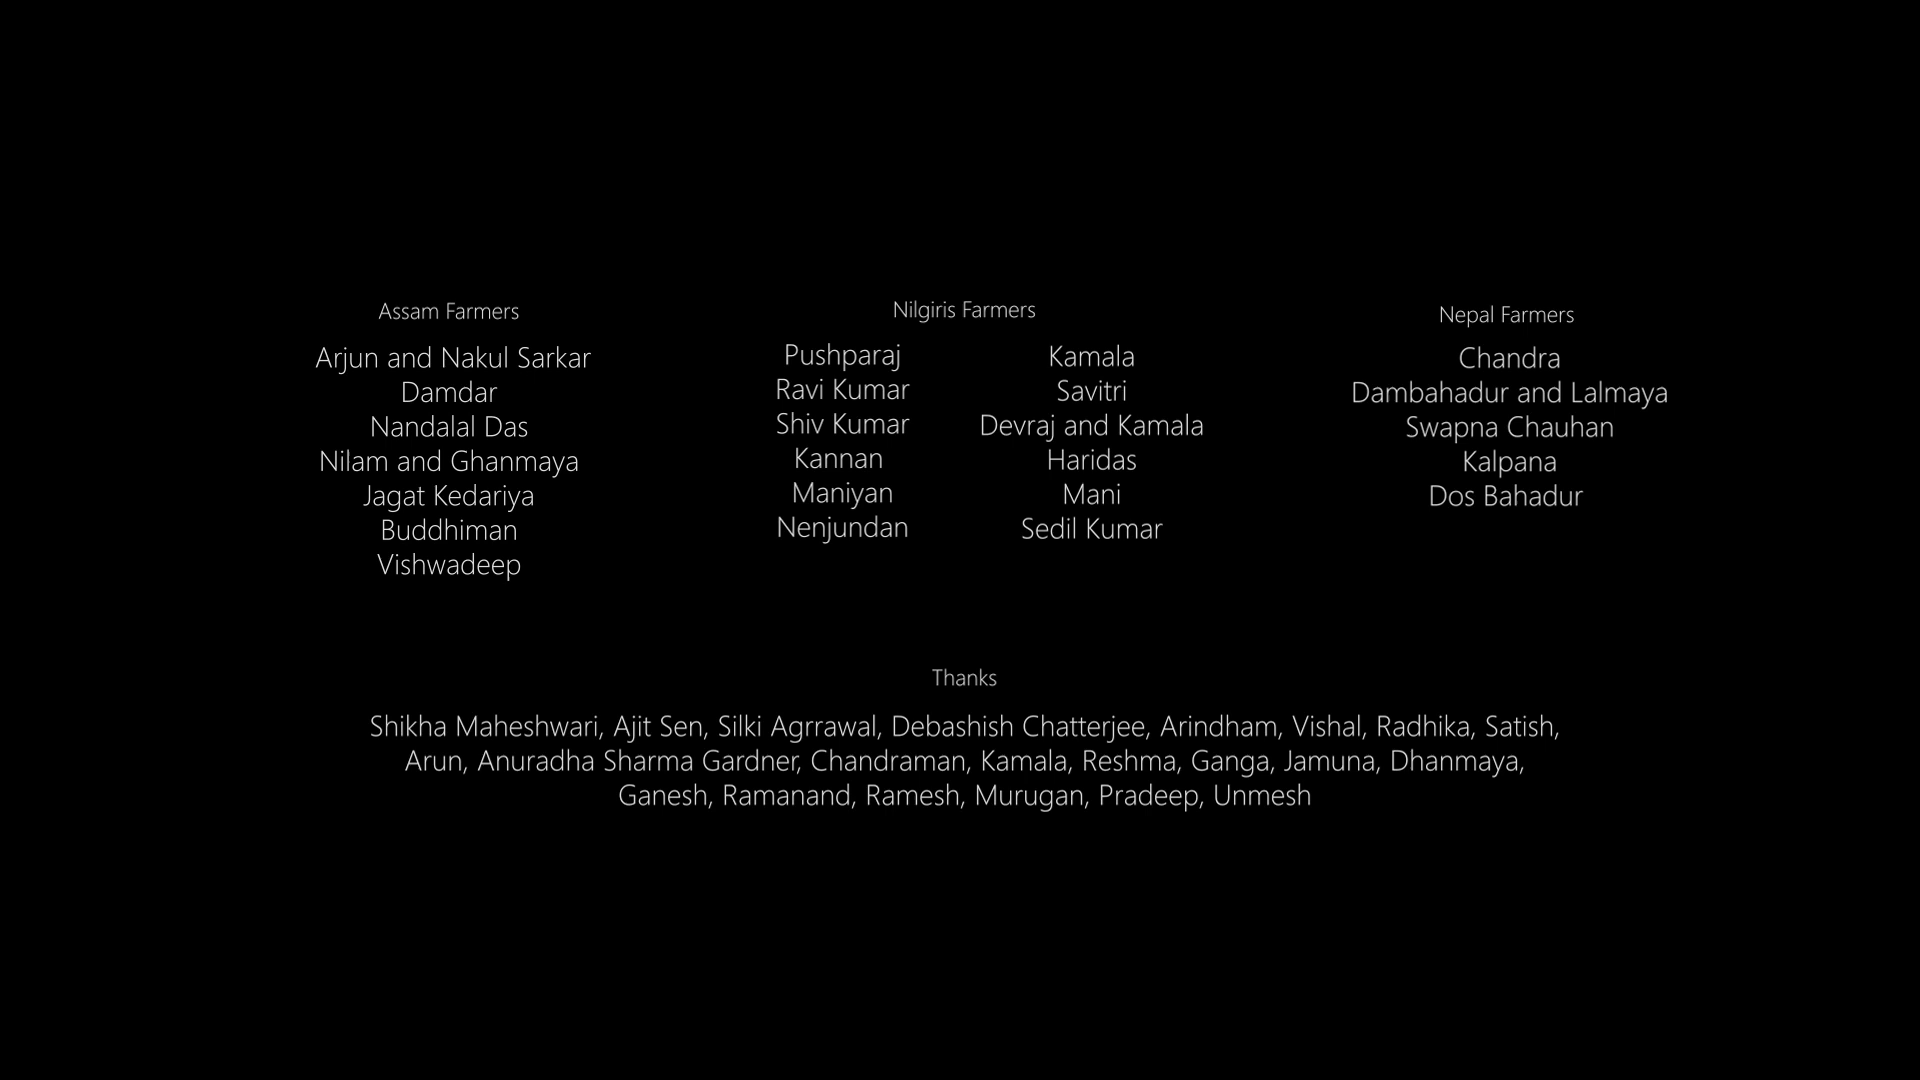 Assam Farmers
Arjun and Nakul Sarkar
Damdar
Nandalal Das
Nilam and Ghanmaya
Jagat Kedariya
Buddhiman
Vishwadeep
Nilgiris Farmers
Pushparaj
Ravi Kumar
Shiv Kumar
Kannan
Maniyan
Nenjundan
Kamala
Savitri
Devraj and Kamala
Haridas
Mani
Sedil Kumar
Nepal Farmers
Chandra
Dambahadur and Lalmaya
Swapna Chauhan
Kalpana
Dos Bahadur
Thanks
Shikha Maheshwari, Ajit Sen, Silki Agrrawal, Debashish Chatterjee, Arindham, Vishal, Radhika, Satish,
Arun, Anuradha Sharma Gardner, Chandraman, Kamala, Reshma, Ganga, Jamuna, Dhanmaya,
Ganesh, Ramanand, Ramesh, Murugan, Pradeep, Unmesh